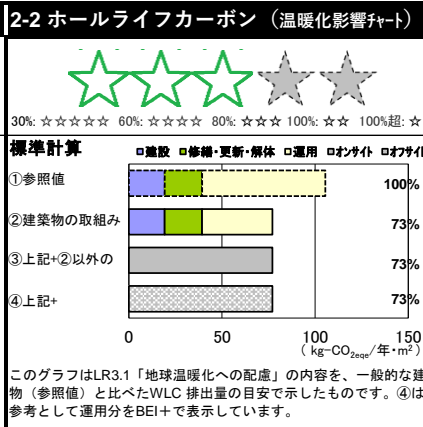 2-2 ホールライフカーボン（温暖化影響ﾁｬｰﾄ）
30%: ☆☆☆☆☆ 60%: ☆☆☆☆ 80%: ☆☆☆ 100%: ☆☆ 100%超: ☆
標準計算
建設 修繕・更新・解体 運用 オンサイト オフサイト
①参照値 100%
②建築物の取組み 73%
③上記+②以外の 73%
④上記+ 73%
0 50 100 150
（ kg-CO2eqe/年・m²）
このグラフはLR3.1「地球温暖化への配慮」の内容を、一般的な建
物（参照値）と比べたWLC 排出量の目安で示したものです。④は
参考として運用分をBEI＋で表示しています。